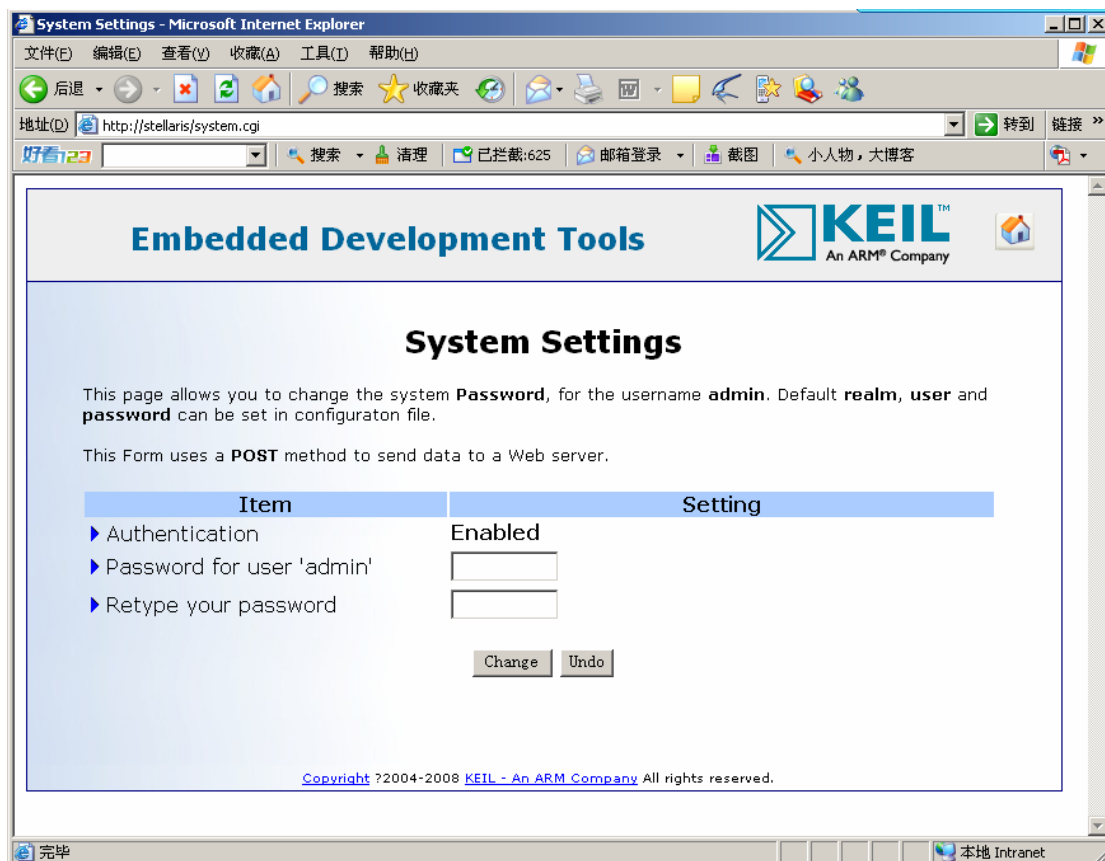 System Settings - Microsoft Internet Explorer
文件(F) 编辑(E) 查看(V) 收藏(A) 工具(T) 帮助(H)
后退 搜索 收藏夹
地址(D) http://stellaris/system.cgi 转到 链接 »
好看123 搜索 清理 已拦截:625 邮箱登录 截图 小人物，大博客
Embedded Development Tools
KEIL™
An ARM® Company
System Settings
This page allows you to change the system Password, for the username admin. Default realm, user and
password can be set in configuraton file.
This Form uses a POST method to send data to a Web server.
Item Setting
Authentication Enabled
Password for user 'admin'
Retype your password
Change Undo
Copyright ?2004-2008 KEIL - An ARM Company All rights reserved.
完毕 本地 Intranet